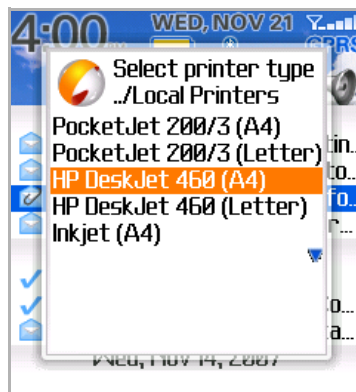 4:00 WED, NOV 21
GPRS
Select printer type
../Local Printers
PocketJet 200/3 (A4)
PocketJet 200/3 (Letter)
HP DeskJet 460 (A4)
HP DeskJet 460 (Letter)
Inkjet (A4)
Wed, Nov 14, 2007